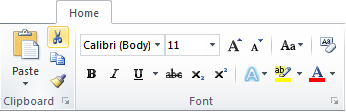 Home
Calibri (Body) 11 A A Aa
Paste B I U abc x₂ x² A ab A
Clipboard Font